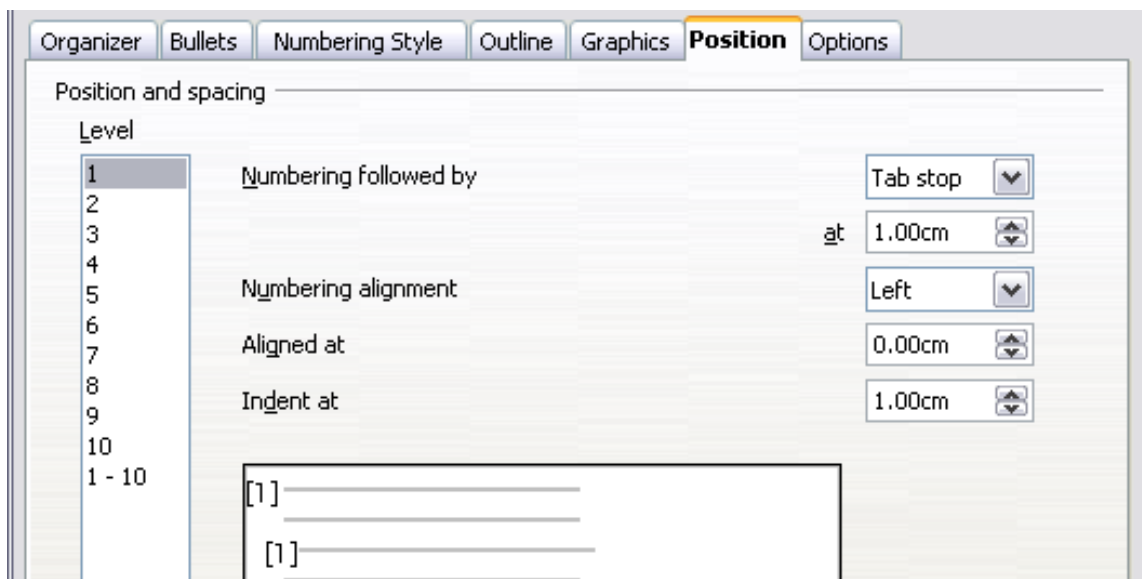 Organizer Bullets Numbering Style Outline Graphics Position Options
Position and spacing
Level
1
2
3
4
5
6
7
8
9
10
1 - 10
Numbering followed by Tab stop
at 1.00cm
Numbering alignment Left
Aligned at 0.00cm
Indent at 1.00cm
[1]
[1]